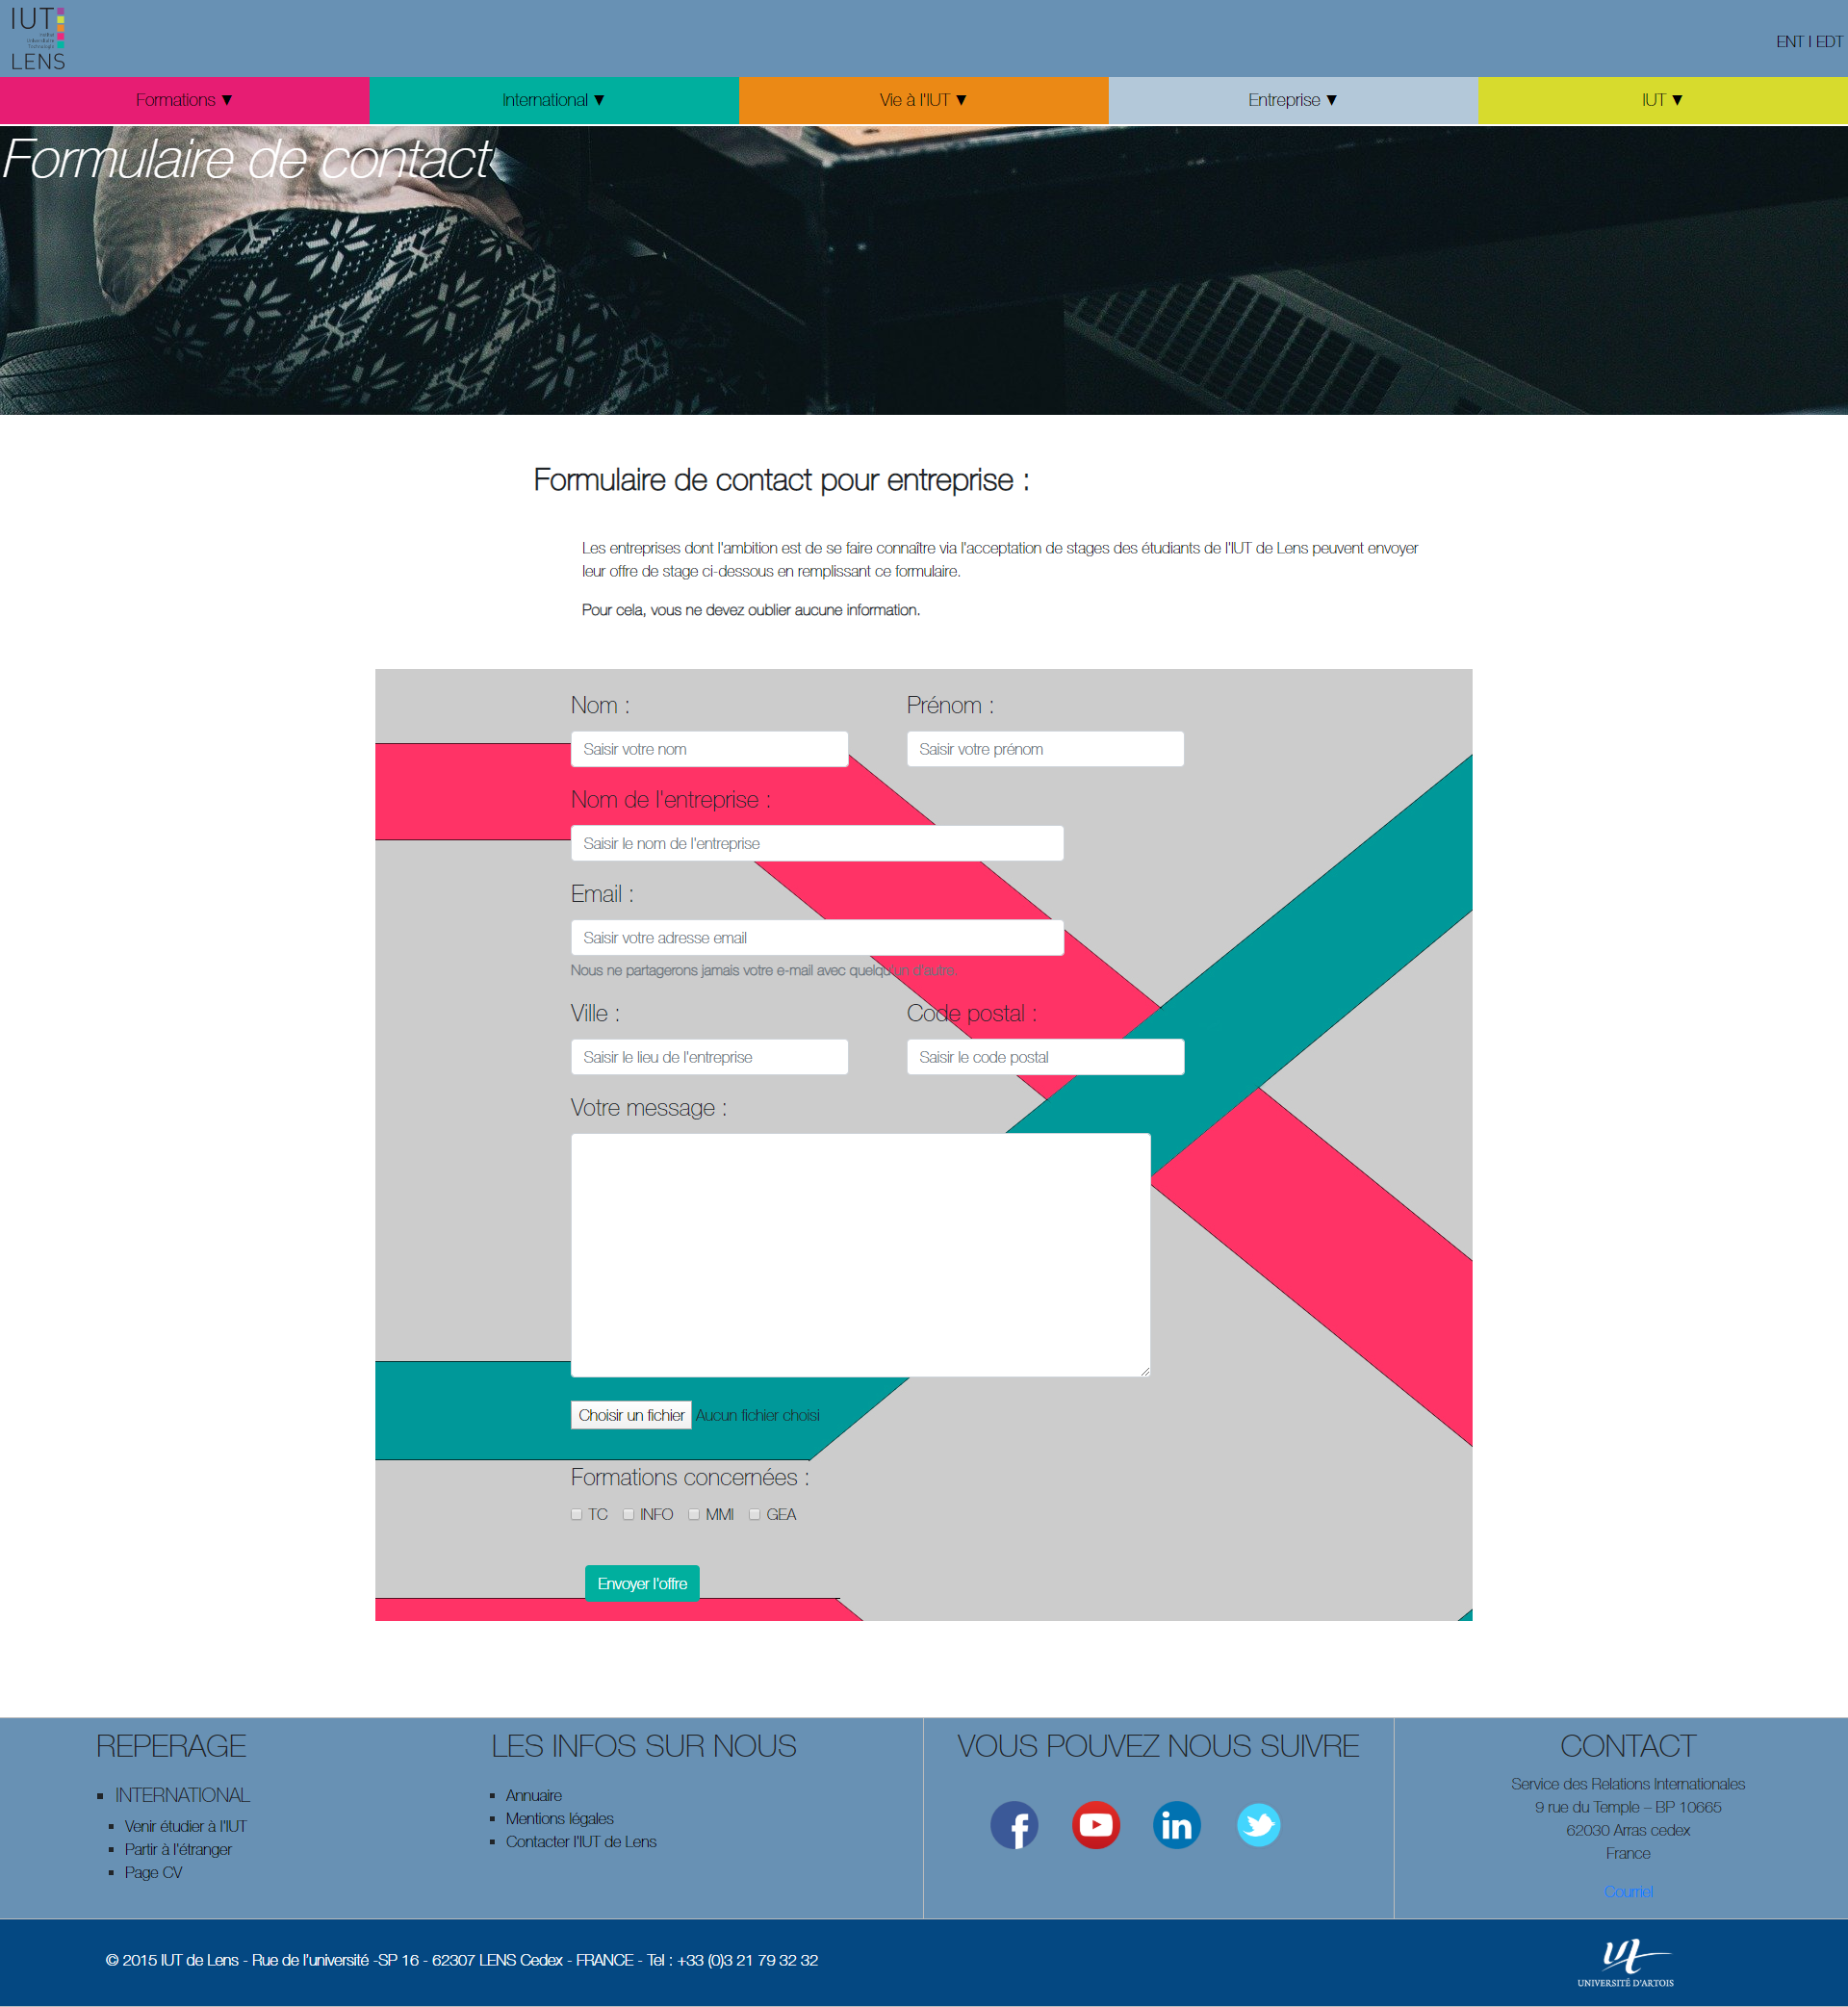 IUT
Institut
Universitaire
Technologie
LENS
ENT | EDT
Formations ▼
International ▼
Vie à l'IUT ▼
Entreprise ▼
IUT ▼
Formulaire de contact
Formulaire de contact pour entreprise :
Les entreprises dont l'ambition est de se faire connaître via l'acceptation de stages des étudiants de l'IUT de Lens peuvent envoyer
leur offre de stage ci-dessous en remplissant ce formulaire.
Pour cela, vous ne devez oublier aucune information.
Nom :
Prénom :
Saisir votre nom
Saisir votre prénom
Nom de l'entreprise :
Saisir le nom de l'entreprise
Email :
Saisir votre adresse email
Nous ne partagerons jamais votre e-mail avec quelqu'un d'autre.
Ville :
Code postal :
Saisir le lieu de l'entreprise
Saisir le code postal
Votre message :
Choisir un fichier Aucun fichier choisi
Formations concernées :
TC INFO MMI GEA
Envoyer l'offre
REPERAGE
INTERNATIONAL
Venir étudier à l'IUT
Partir à l'étranger
Page CV
LES INFOS SUR NOUS
Annuaire
Mentions légales
Contacter l'IUT de Lens
VOUS POUVEZ NOUS SUIVRE
CONTACT
Service des Relations Internationales
9 rue du Temple – BP 10665
62030 Arras cedex
France
Courriel
© 2015 IUT de Lens - Rue de l'université -SP 16 - 62307 LENS Cedex - FRANCE - Tel : +33 (0)3 21 79 32 32
UNIVERSITÉ D'ARTOIS